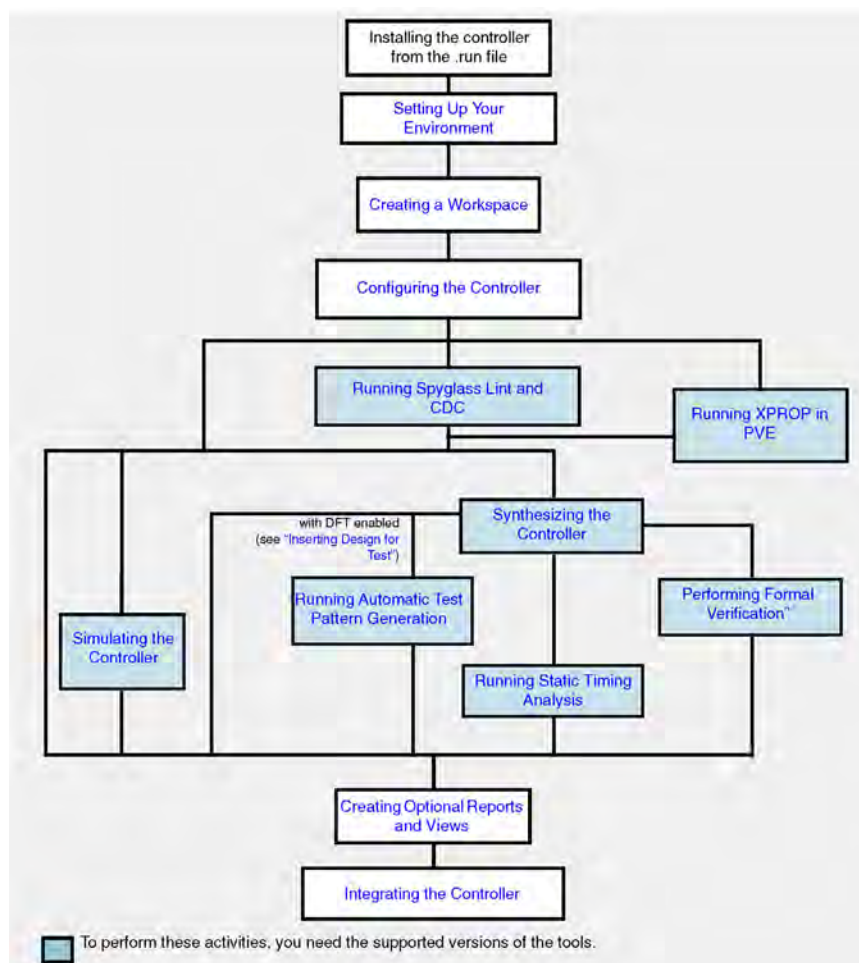 Installing the controller
from the .run file
Setting Up Your
Environment
Creating a Workspace
Configuring the Controller
Running Spyglass Lint and
CDC
Running XPROP in
PVE
with DFT enabled
(see “Inserting Design for
Test”)
Synthesizing the
Controller
Running Automatic Test
Pattern Generation
Performing Formal
Verification”
Simulating the
Controller
Running Static Timing
Analysis
Creating Optional Reports
and Views
Integrating the Controller
To perform these activities, you need the supported versions of the tools.